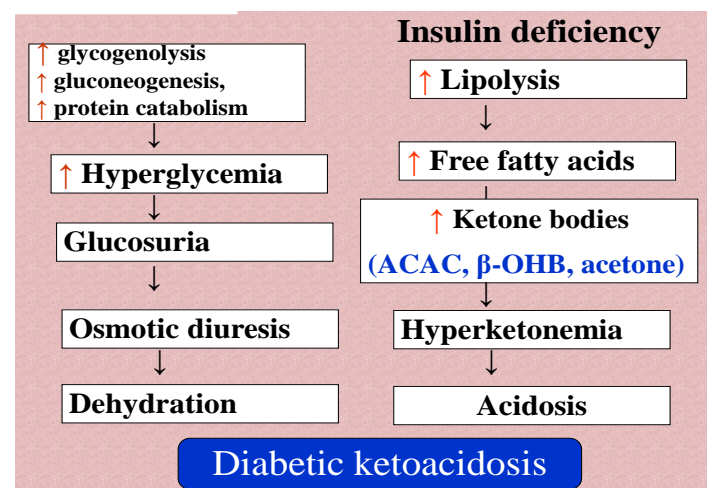 Insulin deficiency
↑ glycogenolysis
↑ gluconeogenesis,
↑ protein catabolism
↓
↑ Hyperglycemia
↓
Glucosuria
↓
Osmotic diuresis
↓
Dehydration
↑ Lipolysis
↓
↑ Free fatty acids
↑ Ketone bodies
(ACAC, β-OHB, acetone)
↓
Hyperketonemia
↓
Acidosis
Diabetic ketoacidosis